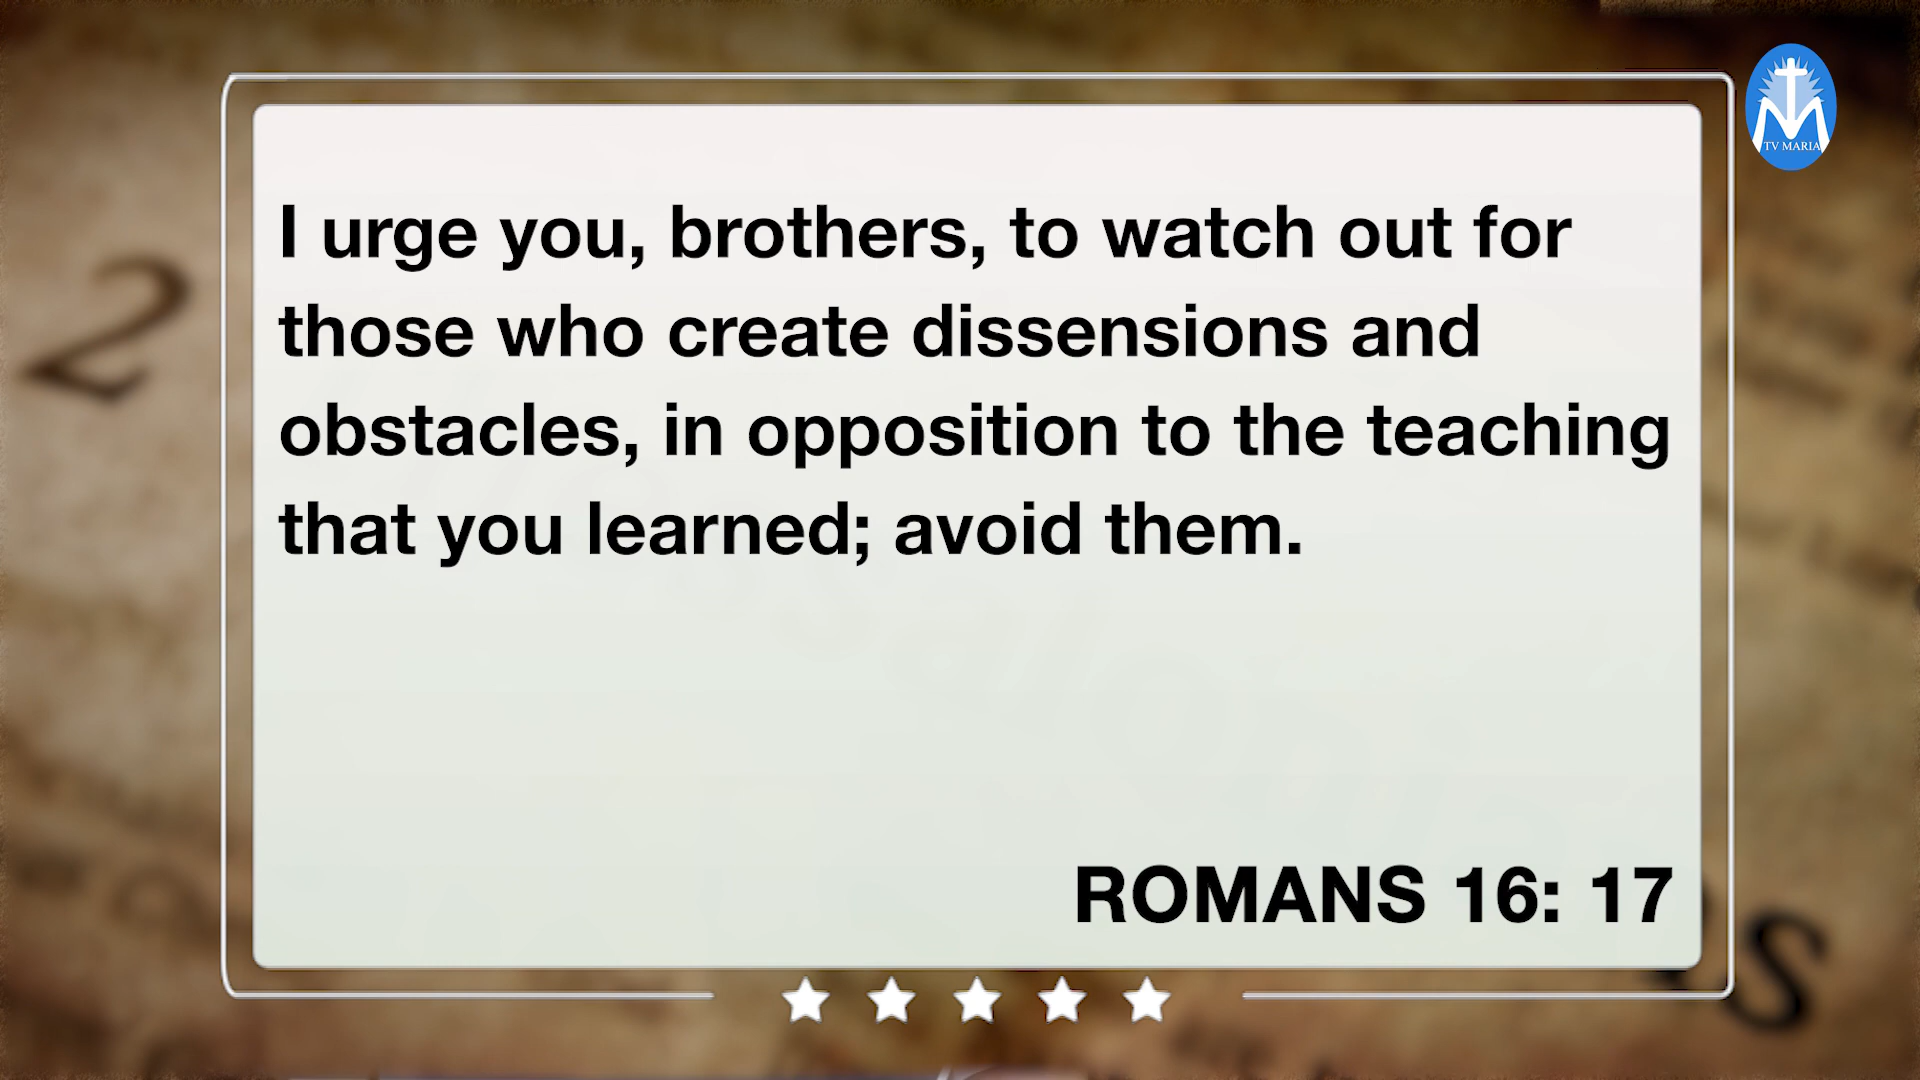 TV MARIA
I urge you, brothers, to watch out for
those who create dissensions and
obstacles, in opposition to the teaching
that you learned; avoid them.
ROMANS 16: 17
2